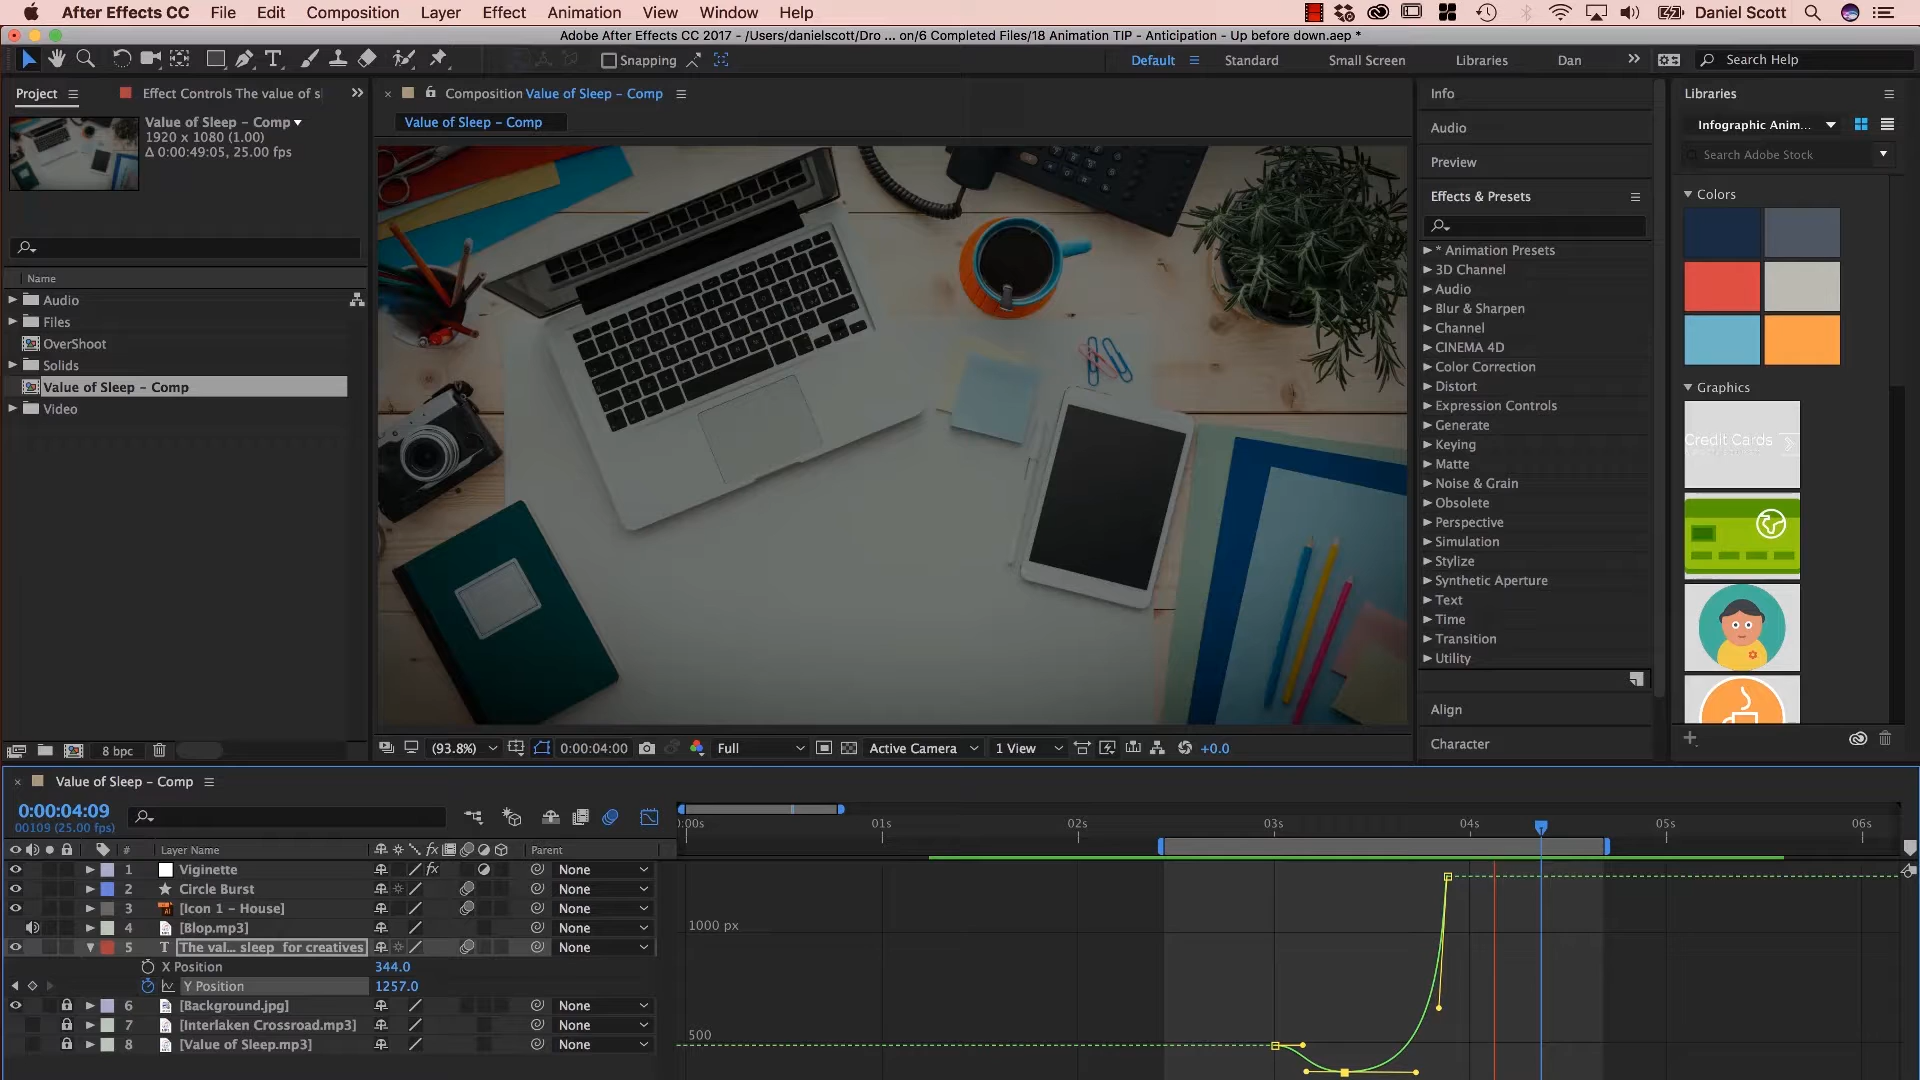 After Effects CC File Edit Composition Layer Effect Animation View Window Help Daniel Scott
Adobe After Effects CC 2017 - /Users/danielscott/Dro ... on/6 Completed Files/18 Animation TIP - Anticipation - Up before down.aep *
Snapping Default Standard Small Screen Libraries Dan Search Help
Project Effect Controls The value of s
Composition Value of Sleep - Comp
Value of Sleep - Comp
Value of Sleep - Comp
1920 x 1080 (1.00)
Δ 0:00:49:05, 25.00 fps
Name
Audio
Files
OverShoot
Solids
Value of Sleep - Comp
Video
8 bpc
(93.8%) 0:00:04:00 Full Active Camera 1 View +0.0
Info
Audio
Preview
Effects & Presets
* Animation Presets
3D Channel
Audio
Blur & Sharpen
Channel
CINEMA 4D
Color Correction
Distort
Expression Controls
Generate
Keying
Matte
Noise & Grain
Obsolete
Perspective
Simulation
Stylize
Synthetic Aperture
Text
Time
Transition
Utility
Align
Character
Libraries
Infographic Anim...
Search Adobe Stock
Colors
Graphics
Credit Cards
Value of Sleep - Comp
0:00:04:09
00109 (25.00 fps)
:00s 01s 02s 03s 04s 05s 06s
# Layer Name fx Parent
1 Viginette fx None
2 Circle Burst None
3 [Icon 1 - House] None
4 [Blop.mp3] None
5 T The val... sleep for creatives None
X Position 344.0
Y Position 1257.0
6 [Background.jpg] None
7 [Interlaken Crossroad.mp3] None
8 [Value of Sleep.mp3] None
1000 px
500